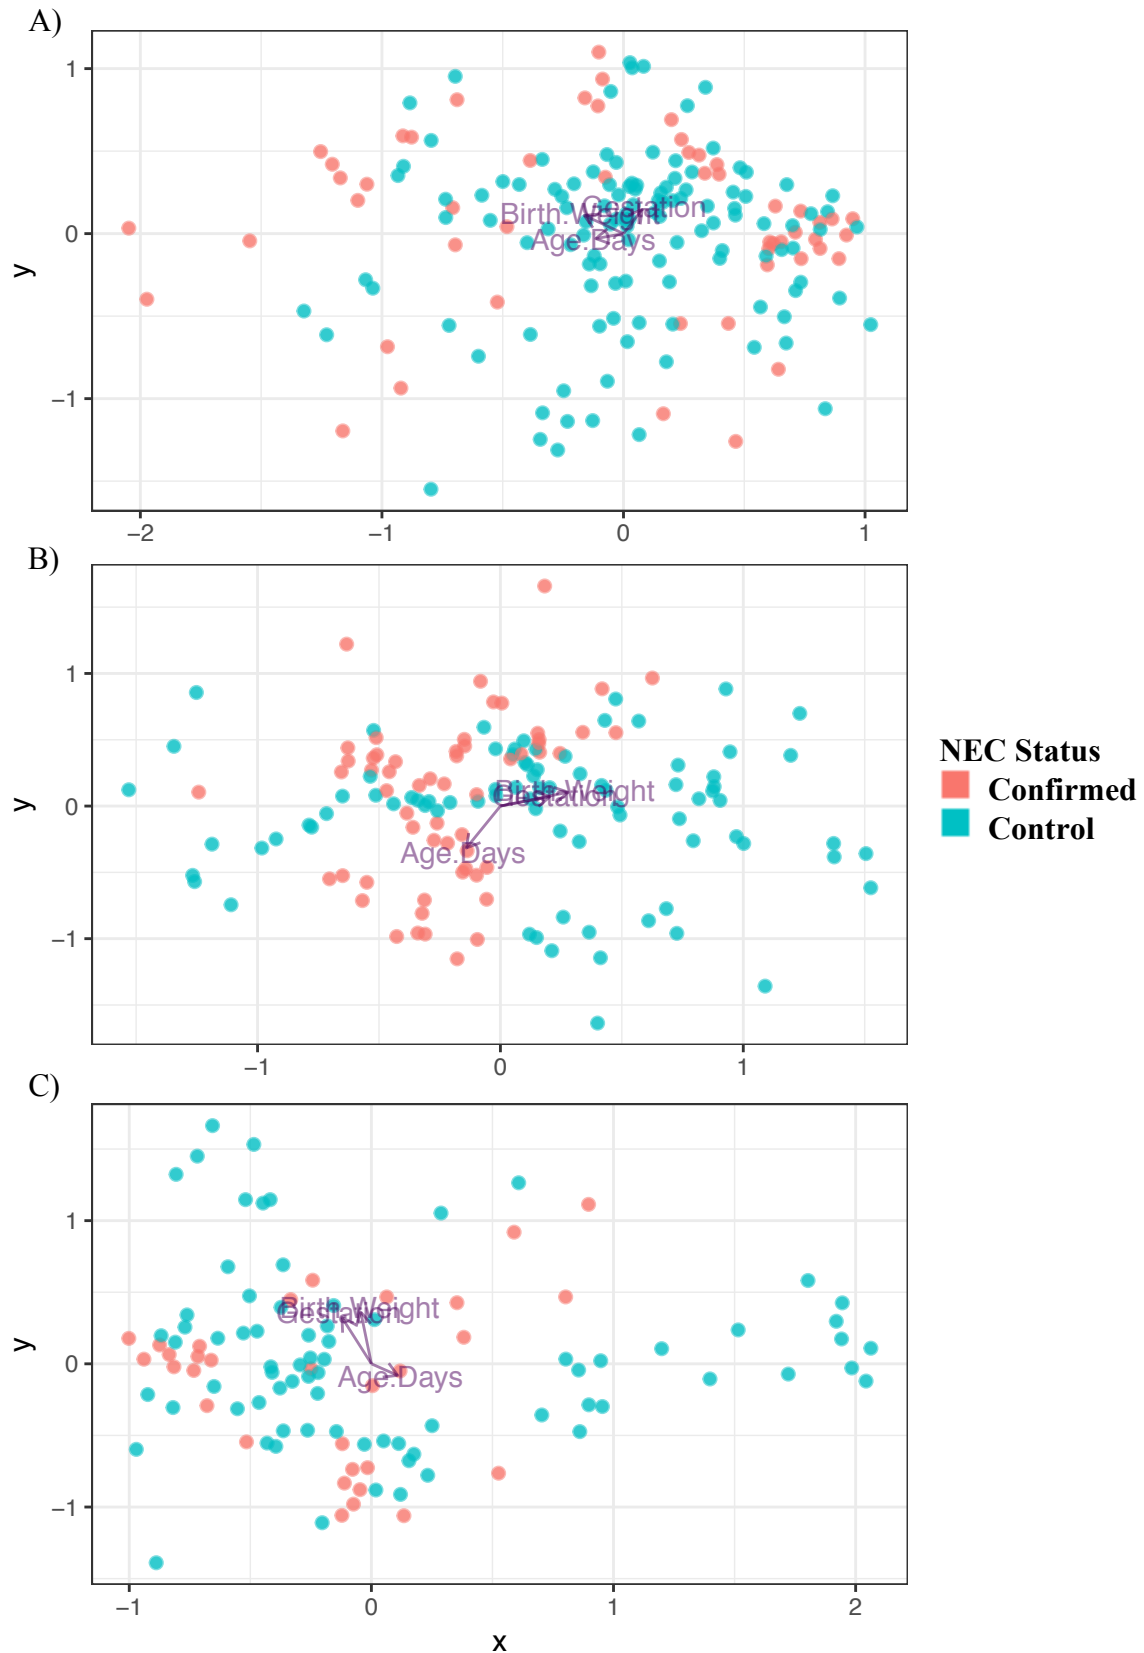 A)
1
0
−1
y
Gestation
Birth.Weight
Age.Days
−2
−1
0
1
B)
1
0
−1
y
Birth.Weight
Gestation
Age.Days
−1
0
1
NEC Status
Confirmed
Control
C)
1
0
−1
y
Birth.Weight
Gestation
Age.Days
−1
0
1
2
x